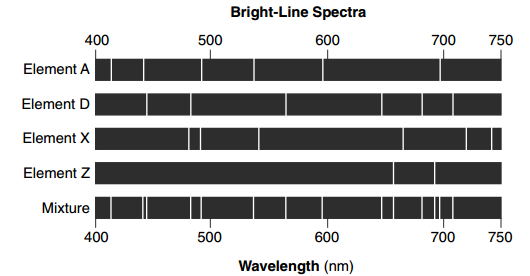 Bright-Line Spectra
400 500 600 700 750
Element A
Element D
Element X
Element Z
Mixture
400 500 600 700 750
Wavelength (nm)